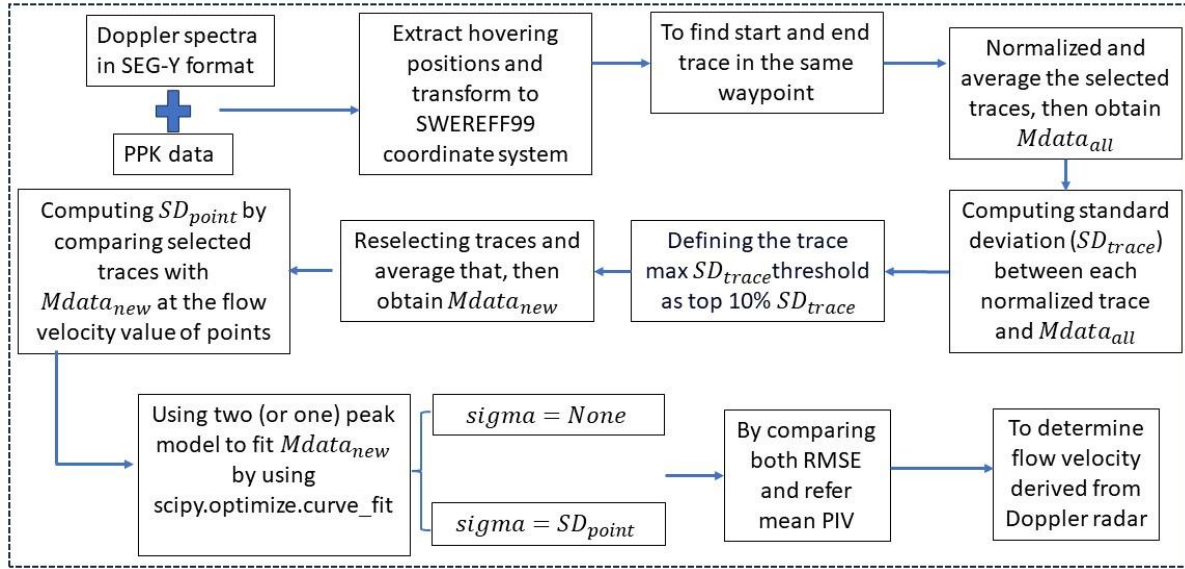 Doppler spectra
in SEG-Y format
PPK data
Extract hovering
positions and
transform to
SWEREFF99
coordinate system
To find start and end
trace in the same
waypoint
Normalized and
average the selected
traces, then obtain
Mdata_all
Computing standard
deviation (SD_trace)
between each
normalized trace
and Mdata_all
Defining the trace
max SD_trace threshold
as top 10% SD_trace
Reselecting traces and
average that, then
obtain Mdata_new
Computing SD_point by
comparing selected
traces with
Mdata_new at the flow
velocity value of points
Using two (or one) peak
model to fit Mdata_new
by using
scipy.optimize.curve_fit
sigma = None
sigma = SD_point
By comparing
both RMSE
and refer
mean PIV
To determine
flow velocity
derived from
Doppler radar